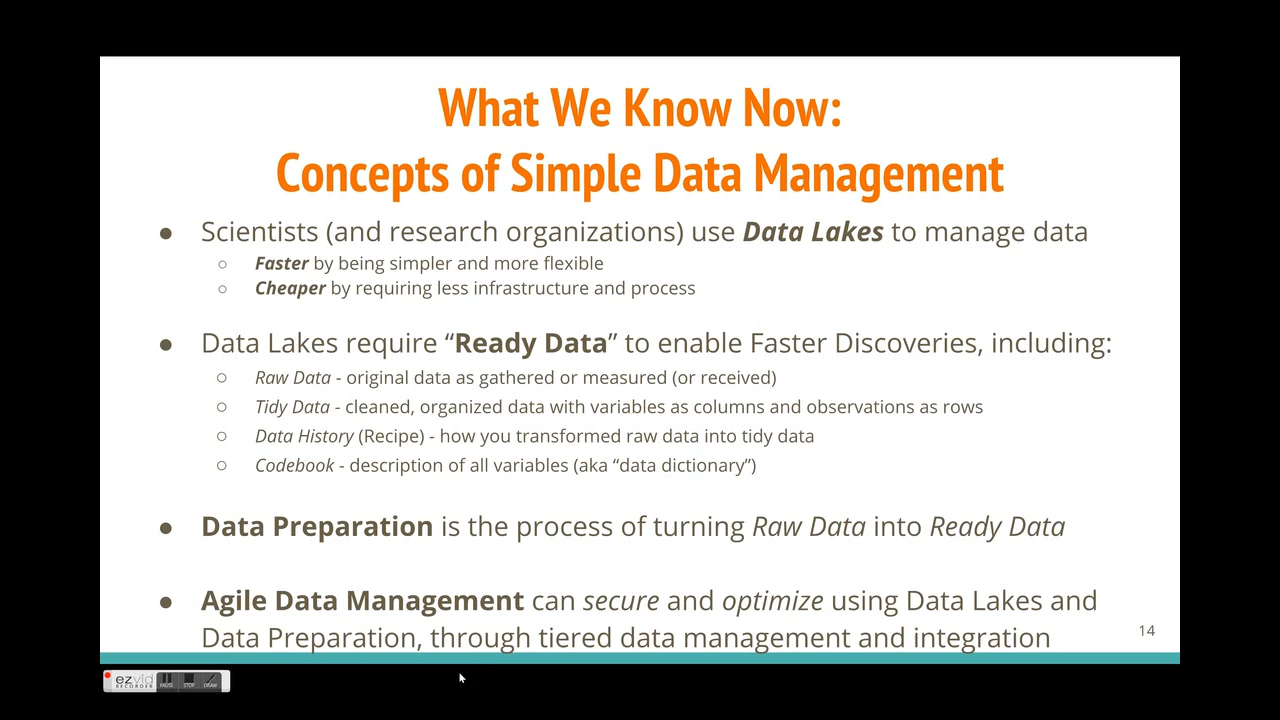 What We Know Now:
Concepts of Simple Data Management
● Scientists (and research organizations) use Data Lakes to manage data
○ Faster by being simpler and more flexible
○ Cheaper by requiring less infrastructure and process
● Data Lakes require “Ready Data” to enable Faster Discoveries, including:
○ Raw Data - original data as gathered or measured (or received)
○ Tidy Data - cleaned, organized data with variables as columns and observations as rows
○ Data History (Recipe) - how you transformed raw data into tidy data
○ Codebook - description of all variables (aka “data dictionary”)
● Data Preparation is the process of turning Raw Data into Ready Data
● Agile Data Management can secure and optimize using Data Lakes and
Data Preparation, through tiered data management and integration
14
ezvid
RECORDER
PAUSE STOP DRAW